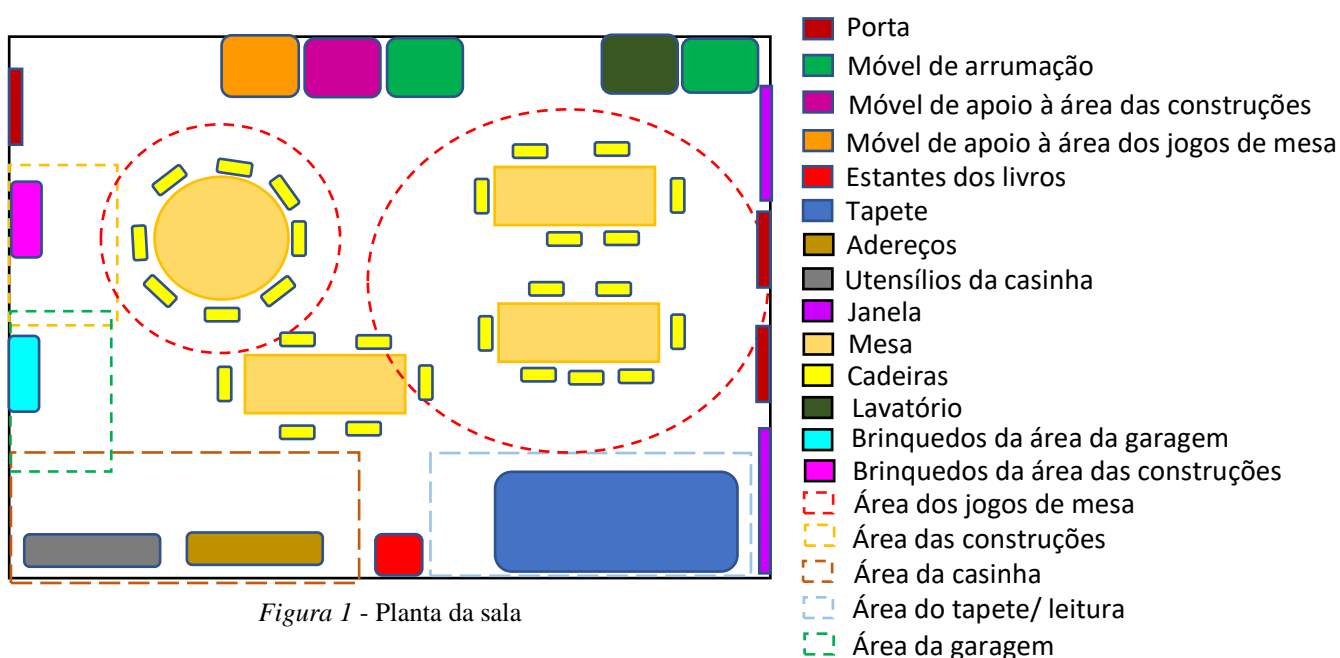 Porta
Móvel de arrumação
Móvel de apoio à área das construções
Móvel de apoio à área dos jogos de mesa
Estantes dos livros
Tapete
Adereços
Utensílios da casinha
Janela
Mesa
Cadeiras
Lavatório
Brinquedos da área da garagem
Brinquedos da área das construções
Área dos jogos de mesa
Área das construções
Área da casinha
Área do tapete/ leitura
Área da garagem
Figura 1 - Planta da sala